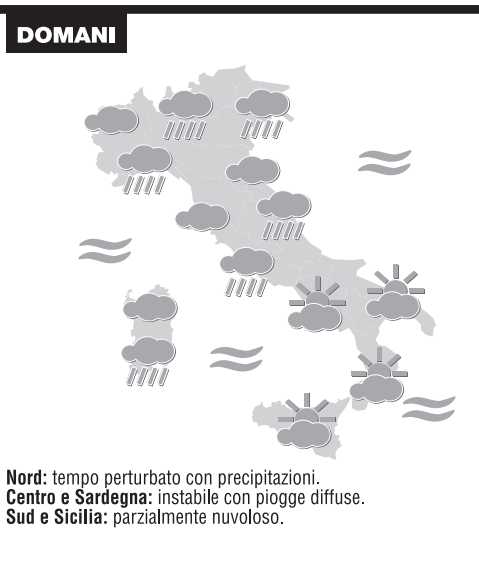 DOMANI
Nord: tempo perturbato con precipitazioni.
Centro e Sardegna: instabile con piogge diffuse.
Sud e Sicilia: parzialmente nuvoloso.